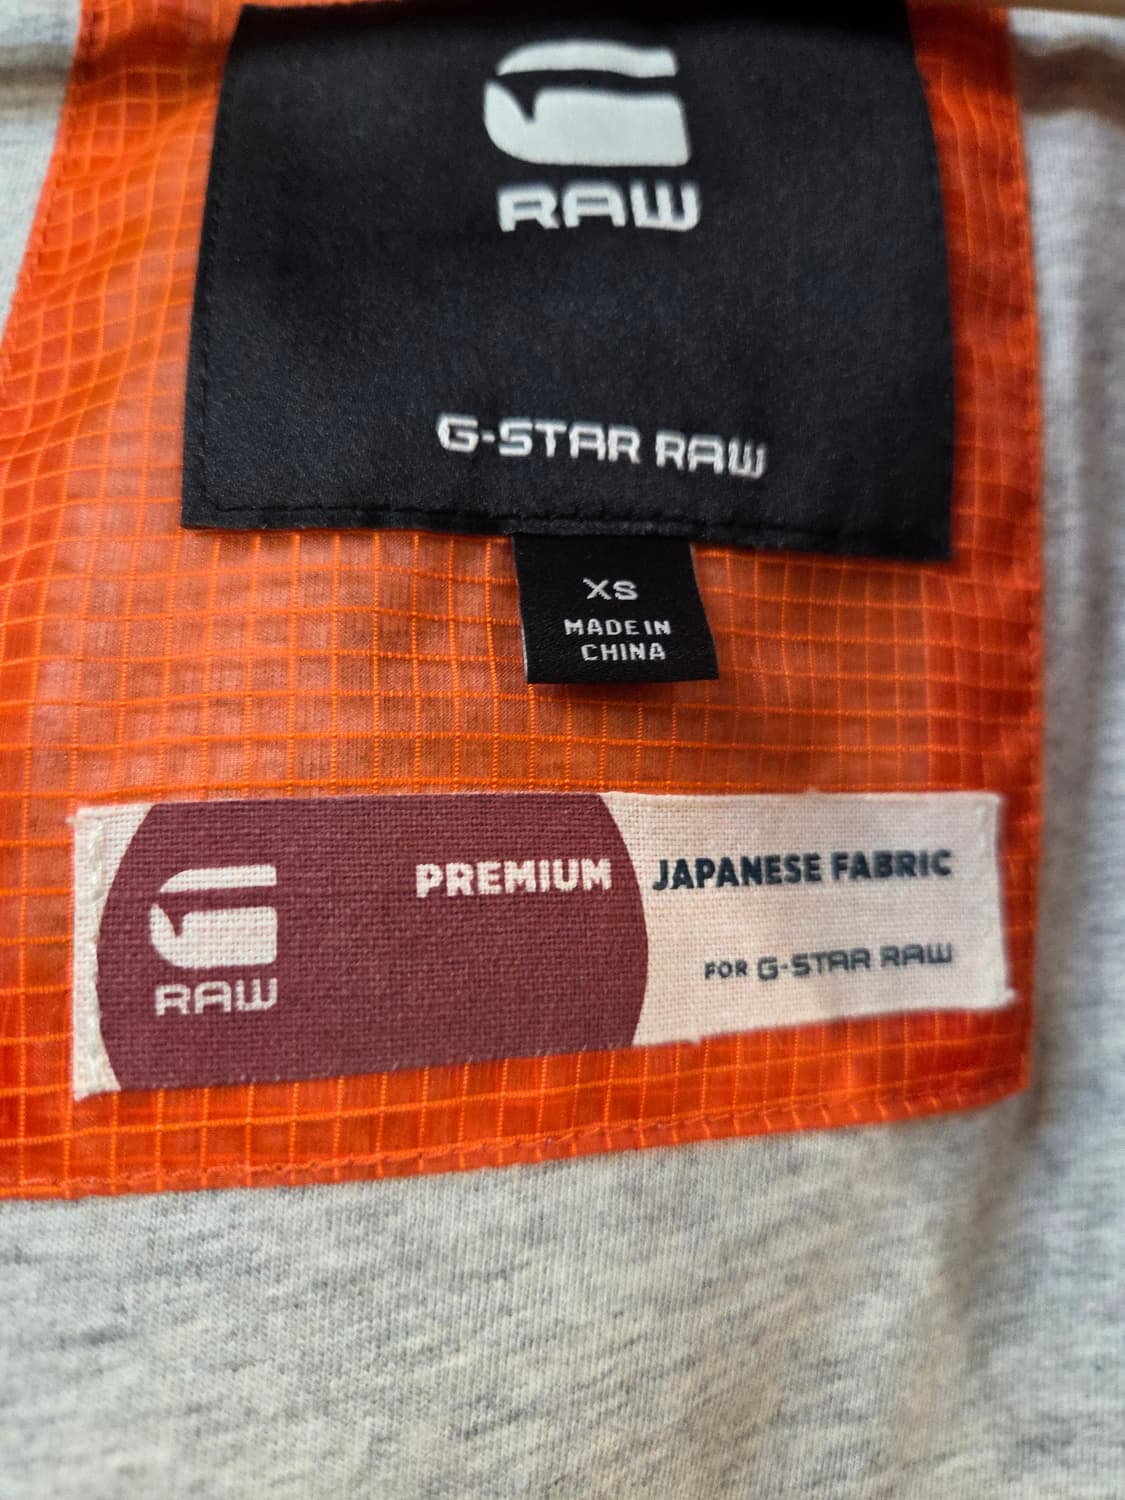 RAW
G-STAR RAW
XS
MADE IN
CHINA
PREMIUM JAPANESE FABRIC
FOR G-STAR RAW
RAW